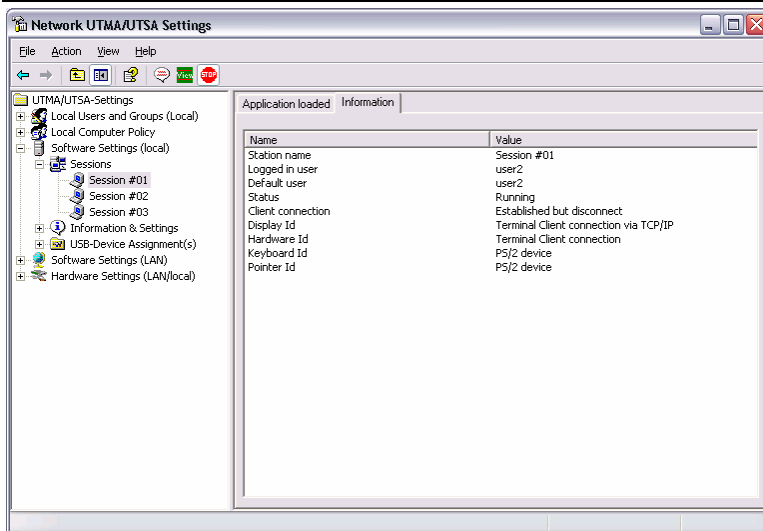 Network UTMA/UTSA Settings
File Action View Help
View STOP
UTMA/UTSA-Settings
Local Users and Groups (Local)
Local Computer Policy
Software Settings (local)
Sessions
Session #01
Session #02
Session #03
Information & Settings
USB-Device Assignment(s)
Software Settings (LAN)
Hardware Settings (LAN/local)
Application loaded Information
Name Value
Station name Session #01
Logged in user user2
Default user user2
Status Running
Client connection Established but disconnect
Display Id Terminal Client connection via TCP/IP
Hardware Id Terminal Client connection
Keyboard Id PS/2 device
Pointer Id PS/2 device